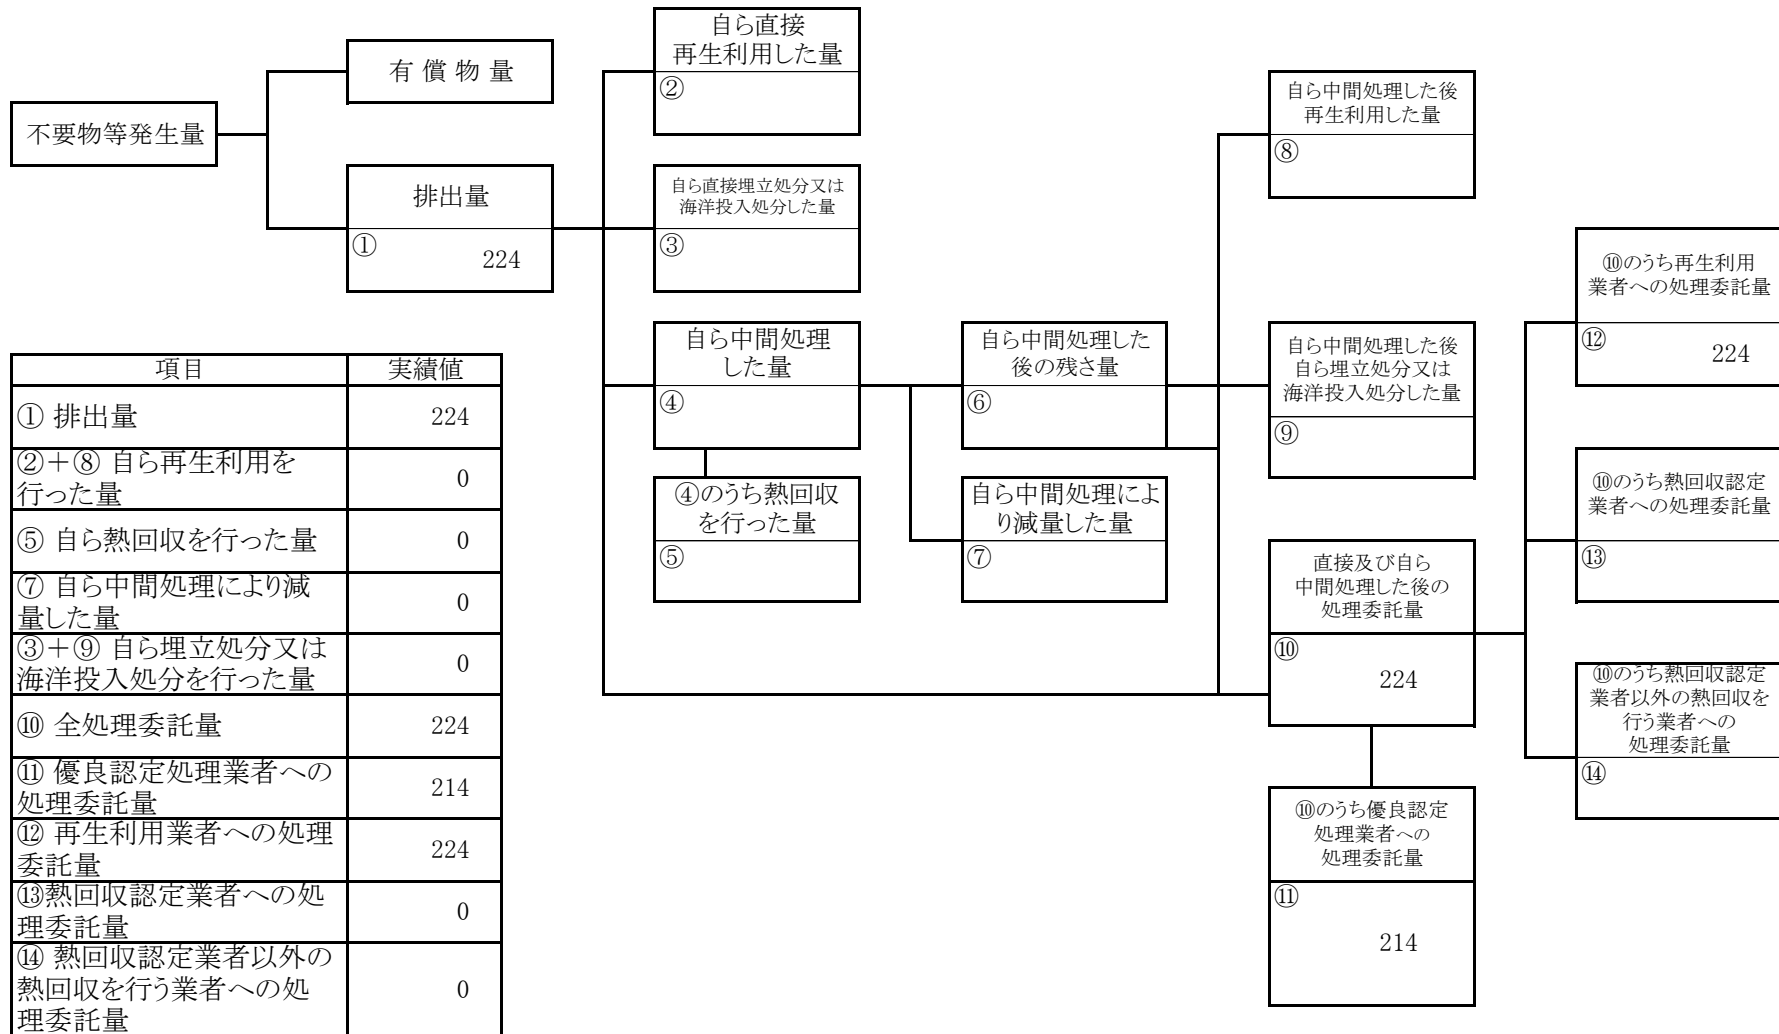 不要物等発生量
有 償 物 量
排出量
①
224
自ら直接
再生利用した量
②
自ら直接埋立処分又は
海洋投入処分した量
③
自ら中間処理
した量
④
④のうち熱回収
を行った量
⑤
自ら中間処理した
後の残さ量
⑥
自ら中間処理によ
り減量した量
⑦
自ら中間処理した後
再生利用した量
⑧
自ら中間処理した後
自ら埋立処分又は
海洋投入処分した量
⑨
直接及び自ら
中間処理した後の
処理委託量
⑩
224
⑩のうち優良認定
処理業者への
処理委託量
⑪
214
⑩のうち再生利用
業者への処理委託量
⑫
224
⑩のうち熱回収認定
業者への処理委託量
⑬
⑩のうち熱回収認定
業者以外の熱回収を
行う業者への
処理委託量
⑭
項目 実績値
① 排出量 224
②＋⑧ 自ら再生利用を
行った量 0
⑤ 自ら熱回収を行った量 0
⑦ 自ら中間処理により減
量した量 0
③＋⑨ 自ら埋立処分又は
海洋投入処分を行った量 0
⑩ 全処理委託量 224
⑪ 優良認定処理業者への
処理委託量 214
⑫ 再生利用業者への処理
委託量 224
⑬熱回収認定業者への処
理委託量 0
⑭ 熱回収認定業者以外の
熱回収を行う業者への処
理委託量 0